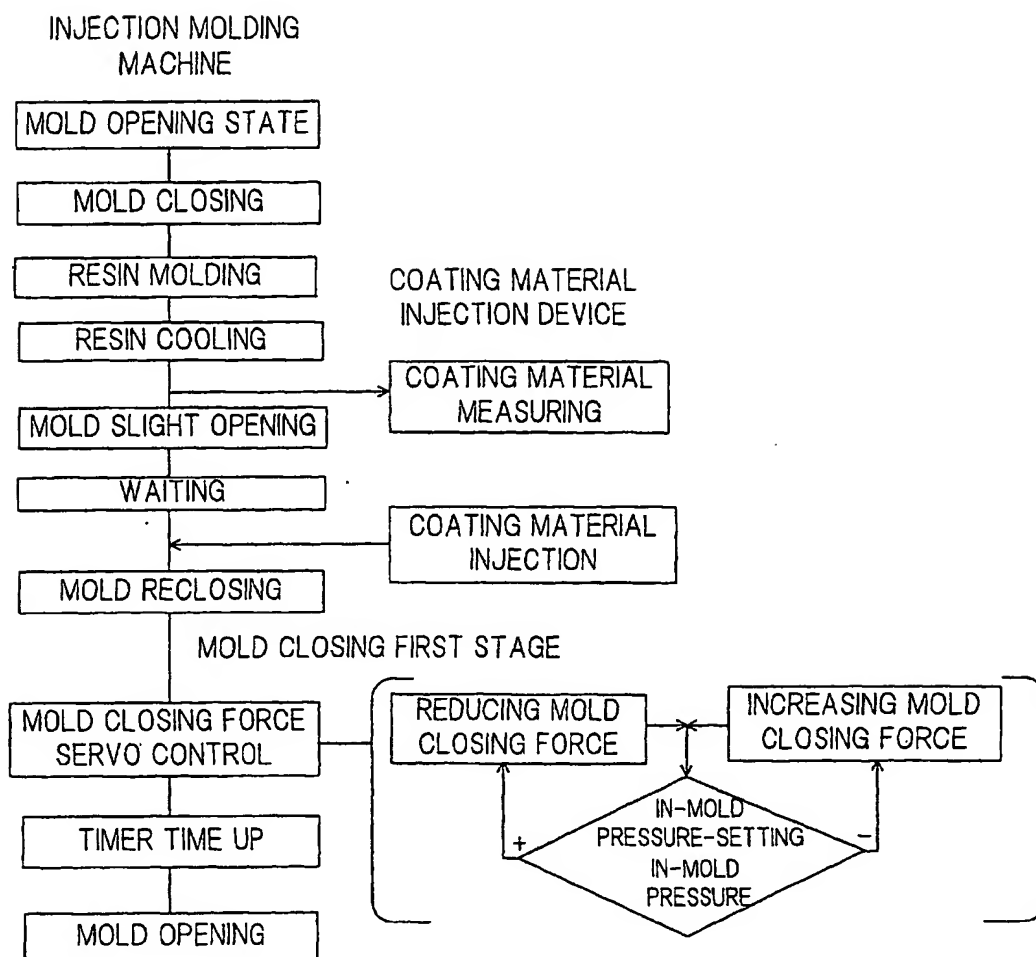 INJECTION MOLDING
MACHINE
MOLD OPENING STATE
MOLD CLOSING
RESIN MOLDING
RESIN COOLING
COATING MATERIAL
INJECTION DEVICE
COATING MATERIAL
MEASURING
MOLD SLIGHT OPENING
WAITING
COATING MATERIAL
INJECTION
MOLD RECLOSING
MOLD CLOSING FIRST STAGE
MOLD CLOSING FORCE
SERVO CONTROL
REDUCING MOLD
CLOSING FORCE
INCREASING MOLD
CLOSING FORCE
IN-MOLD
PRESSURE-SETTING
IN-MOLD
PRESSURE
+
-
TIMER TIME UP
MOLD OPENING